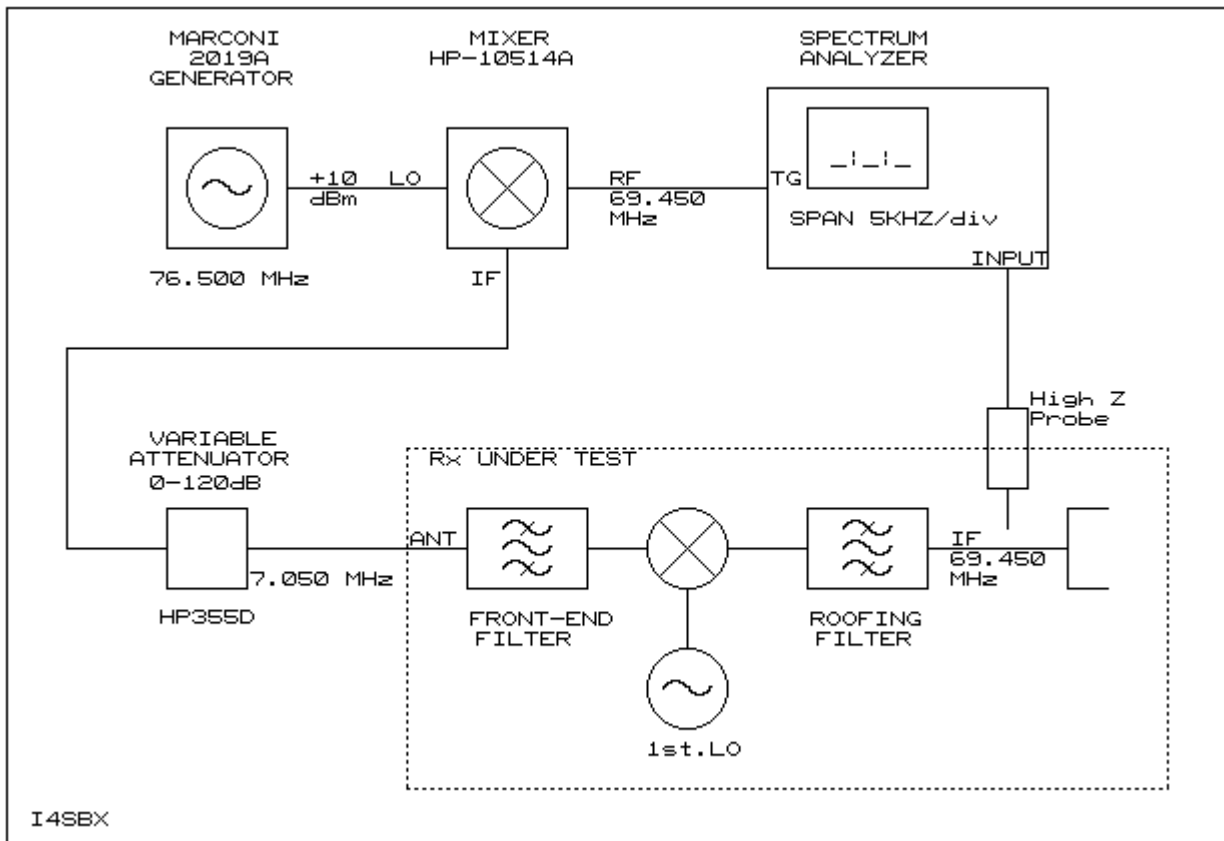 MARCONI
2019A
GENERATOR
MIXER
HP-10514A
SPECTRUM
ANALYZER
+10
dBm
LO
RF
69.450
MHz
TG
_¦_¦_
SPAN 5KHZ/div
INPUT
76.500 MHz
IF
High Z
Probe
VARIABLE
ATTENUATOR
0-120dB
Rx UNDER TEST
ANT
7.050 MHz
IF
69.450
MHz
HP355D
FRONT-END
FILTER
ROOFING
FILTER
1st.LO
I4SBX